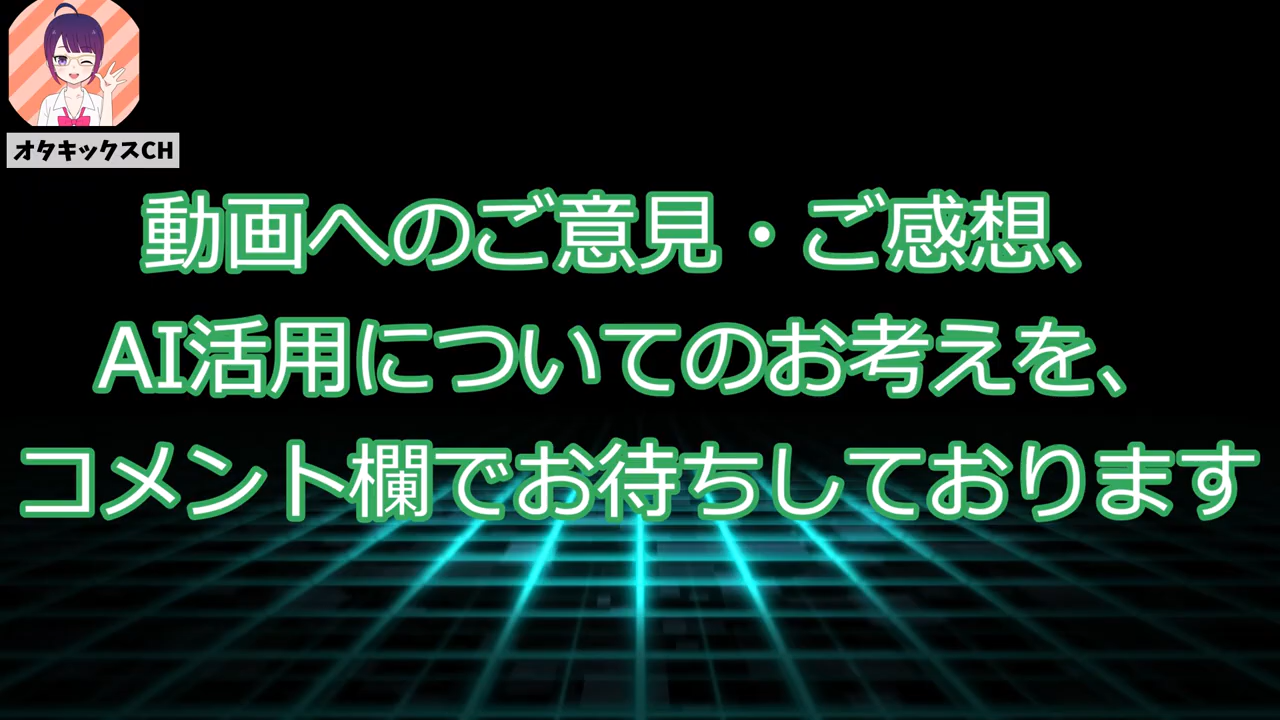 オタキックスCH
動画へのご意見・ご感想、
AI活用についてのお考えを、
コメント欄でお待ちしております